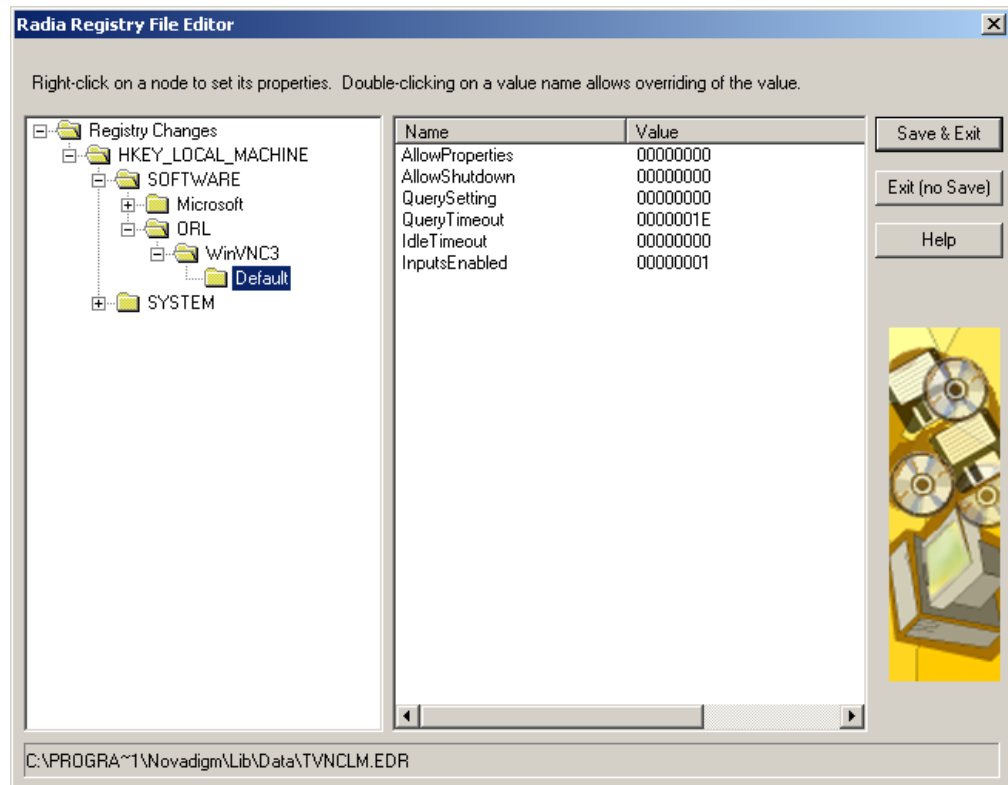 Radia Registry File Editor
Right-click on a node to set its properties. Double-clicking on a value name allows overriding of the value.
Registry Changes
HKEY_LOCAL_MACHINE
SOFTWARE
Microsoft
ORL
WinVNC3
Default
SYSTEM
Name Value
AllowProperties 00000000
AllowShutdown 00000000
QuerySetting 00000000
QueryTimeout 0000001E
IdleTimeout 00000000
InputsEnabled 00000001
Save & Exit
Exit (no Save)
Help
C:\PROGRA~1\Novadigm\Lib\Data\TVNCLM.EDR